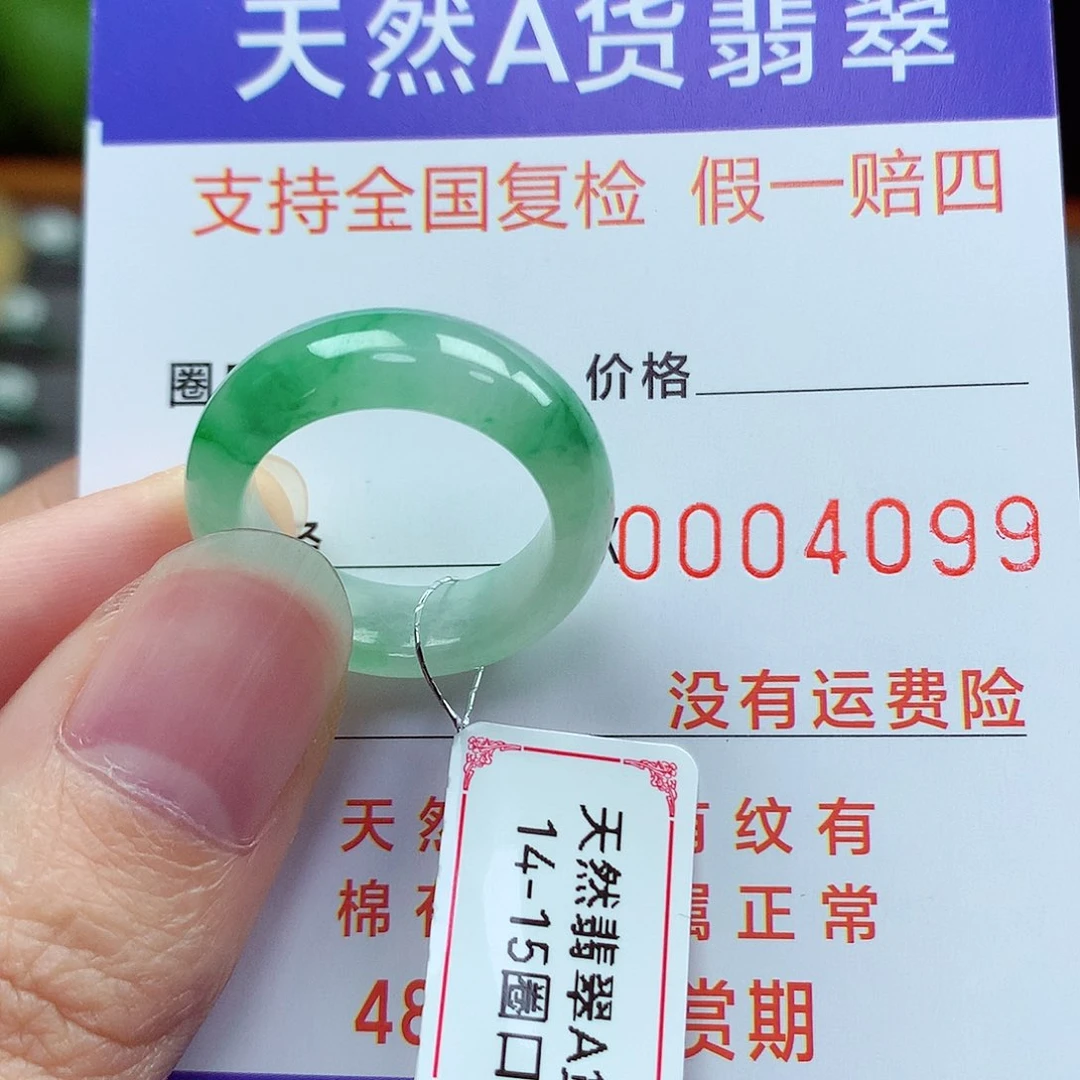 天然A货翡翠
支持全国复检 假一赔四
圈
价格
0004099
没有运费险
天然 纹有
棉 属正常
48 赏期
天然翡翠A
14-15圈口